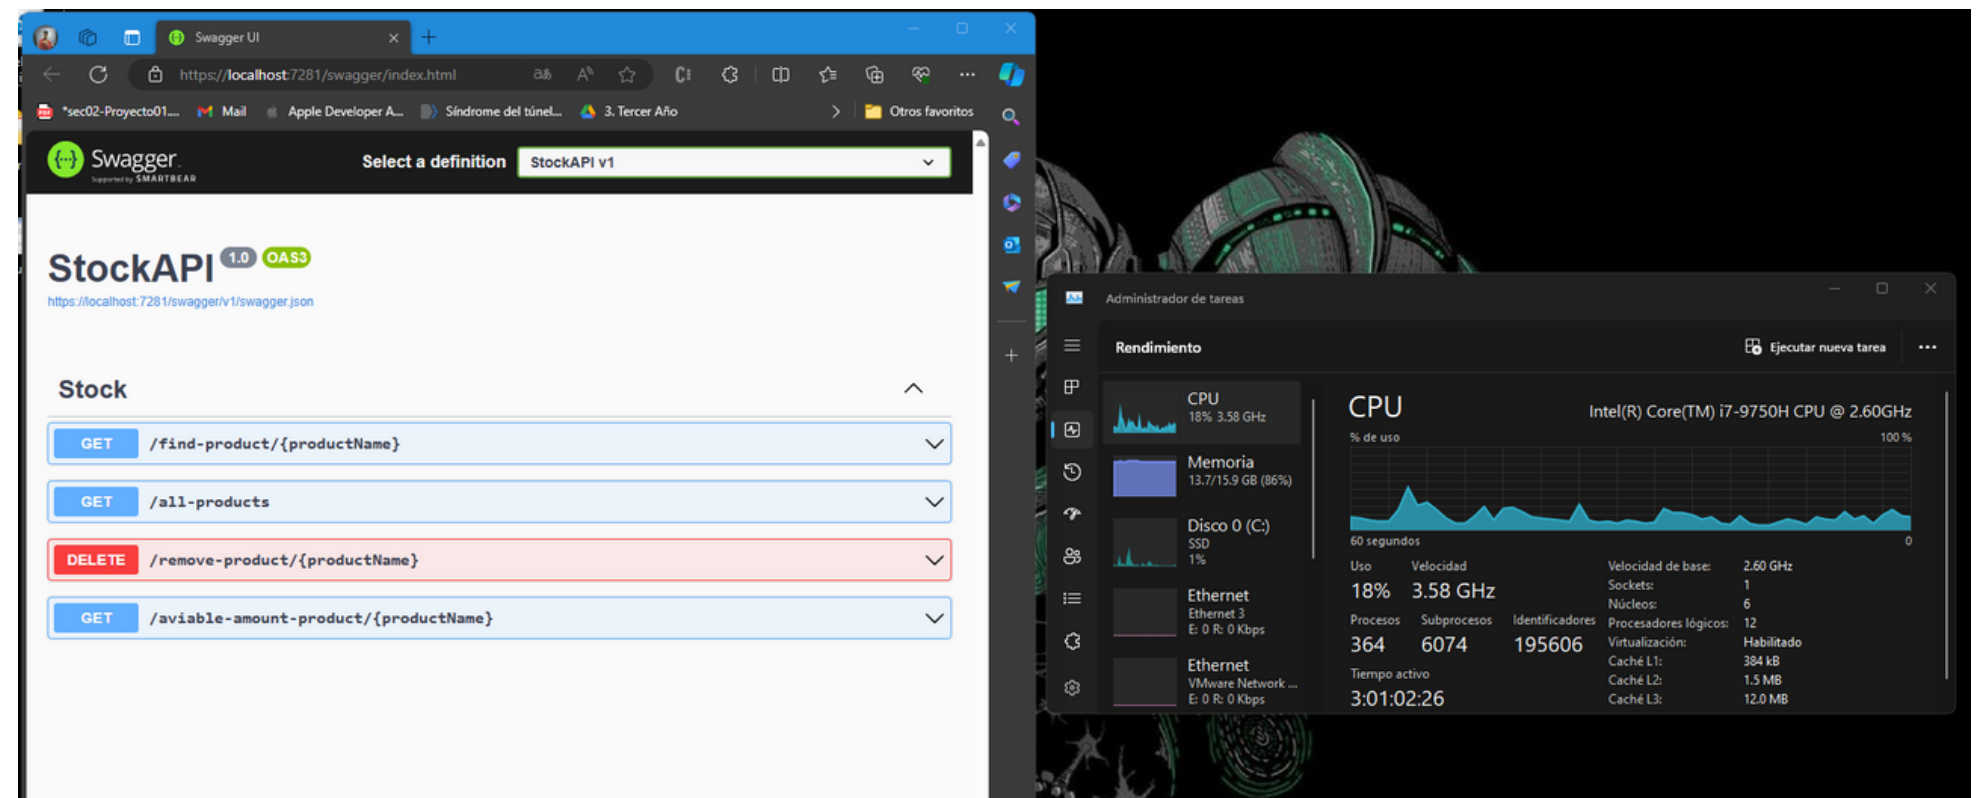 Swagger UI
https://localhost:7281/swagger/index.html
*sec02-Proyecto01....
Mail
Apple Developer A...
Síndrome del túnel...
3. Tercer Año
Otros favoritos
Swagger.
Supported by SMARTBEAR
Select a definition
StockAPI v1
StockAPI 1.0 OAS3
https://localhost:7281/swagger/v1/swagger.json
Stock
GET /find-product/{productName}
GET /all-products
DELETE /remove-product/{productName}
GET /aviable-amount-product/{productName}
Administrador de tareas
Rendimiento
Ejecutar nueva tarea
CPU
18% 3.58 GHz
Memoria
13.7/15.9 GB (86%)
Disco 0 (C:)
SSD
1%
Ethernet
Ethernet 3
E: 0 R: 0 Kbps
Ethernet
VMware Network ...
E: 0 R: 0 Kbps
CPU
Intel(R) Core(TM) i7-9750H CPU @ 2.60GHz
% de uso
100 %
60 segundos
0
Uso Velocidad
18% 3.58 GHz
Procesos Subprocesos Identificadores
364 6074 195606
Tiempo activo
3:01:02:26
Velocidad de base: 2.60 GHz
Sockets: 1
Núcleos: 6
Procesadores lógicos: 12
Virtualización: Habilitado
Caché L1: 384 kB
Caché L2: 1.5 MB
Caché L3: 12.0 MB